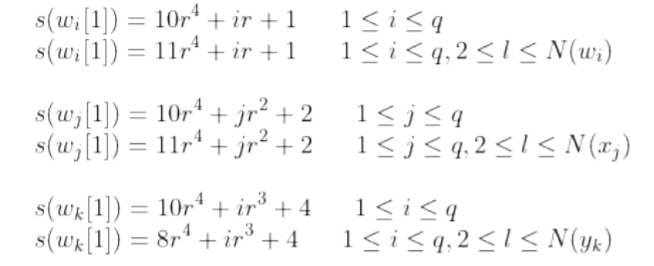 s(w_i[1]) = 10r^4 + ir + 1 1 ≤ i ≤ q
s(w_i[1]) = 11r^4 + ir + 1 1 ≤ i ≤ q, 2 ≤ l ≤ N(w_i)
s(w_j[1]) = 10r^4 + jr^2 + 2 1 ≤ j ≤ q
s(w_j[1]) = 11r^4 + jr^2 + 2 1 ≤ j ≤ q, 2 ≤ l ≤ N(x_j)
s(w_k[1]) = 10r^4 + ir^3 + 4 1 ≤ i ≤ q
s(w_k[1]) = 8r^4 + ir^3 + 4 1 ≤ i ≤ q, 2 ≤ l ≤ N(y_k)